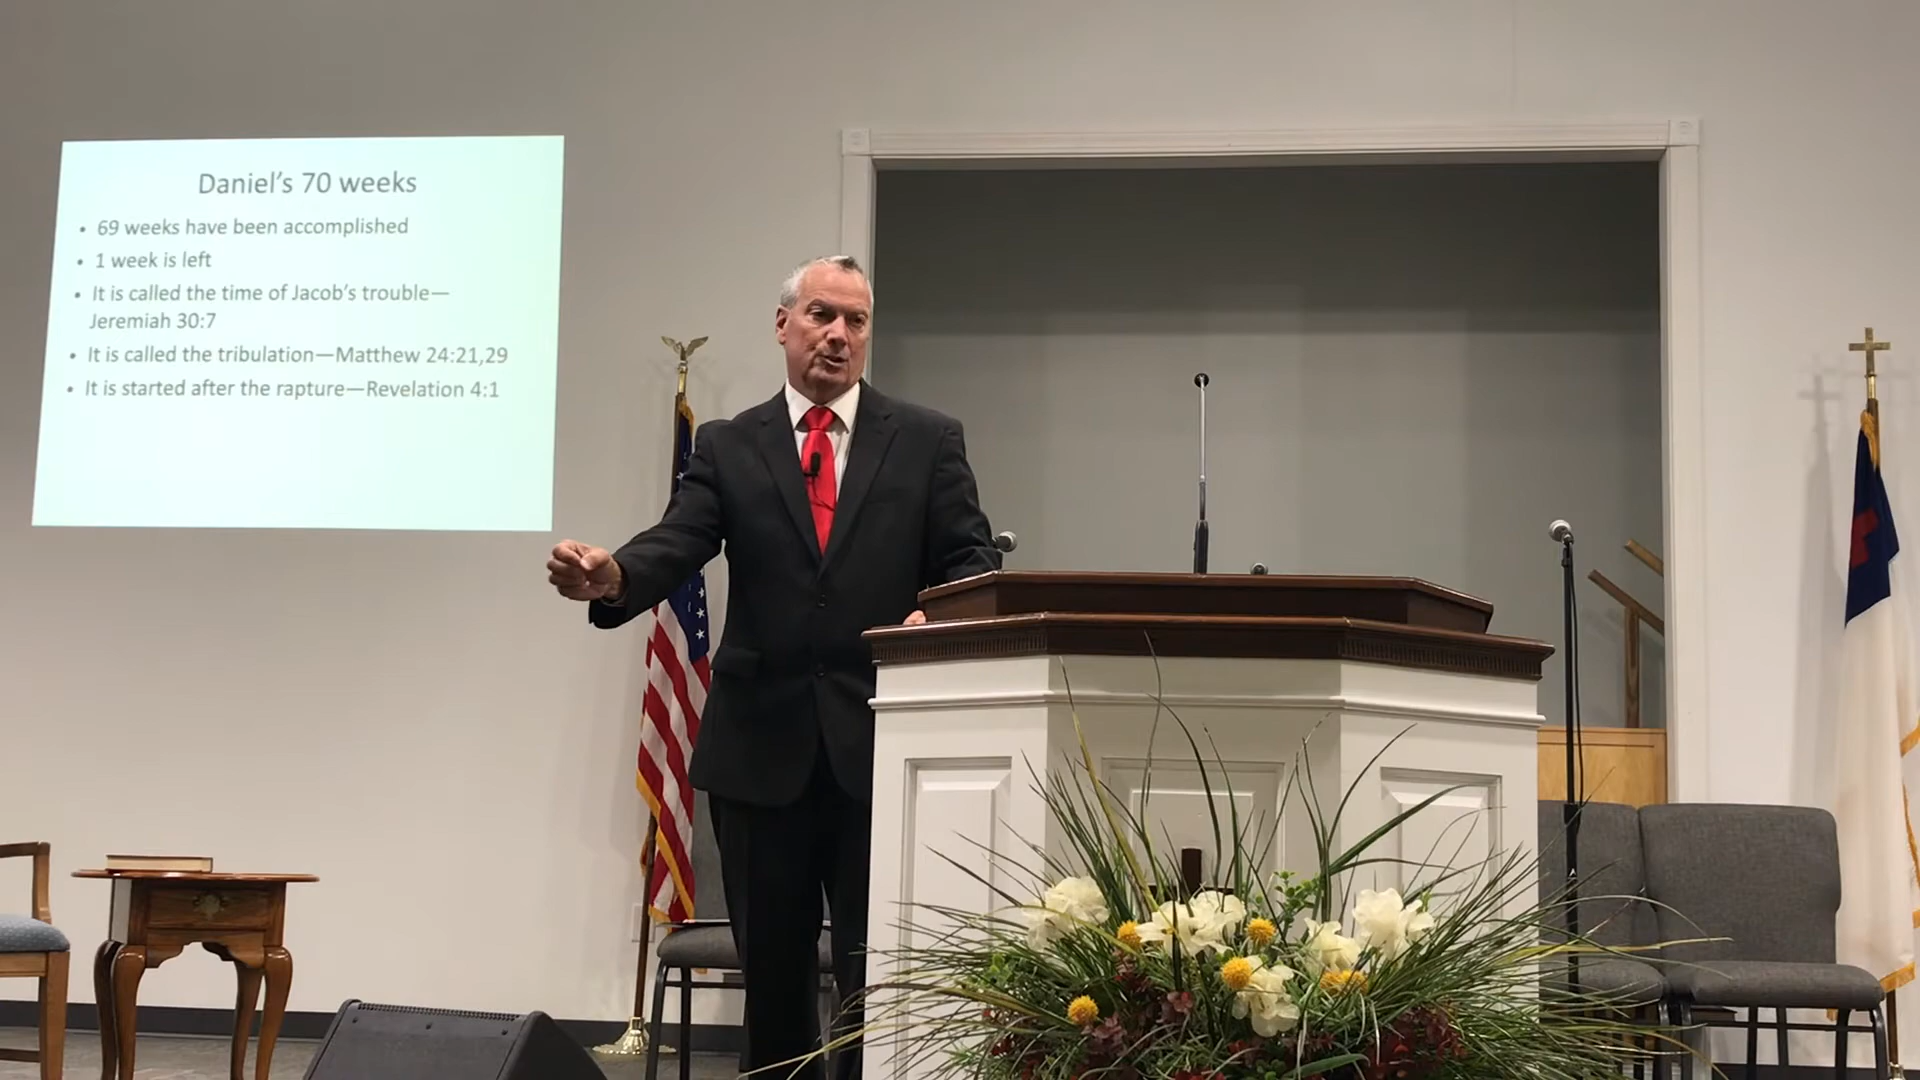 Daniel's 70 weeks
• 69 weeks have been accomplished
• 1 week is left
• It is called the time of Jacob's trouble—
Jeremiah 30:7
• It is called the tribulation—Matthew 24:21,29
• It is started after the rapture—Revelation 4:1